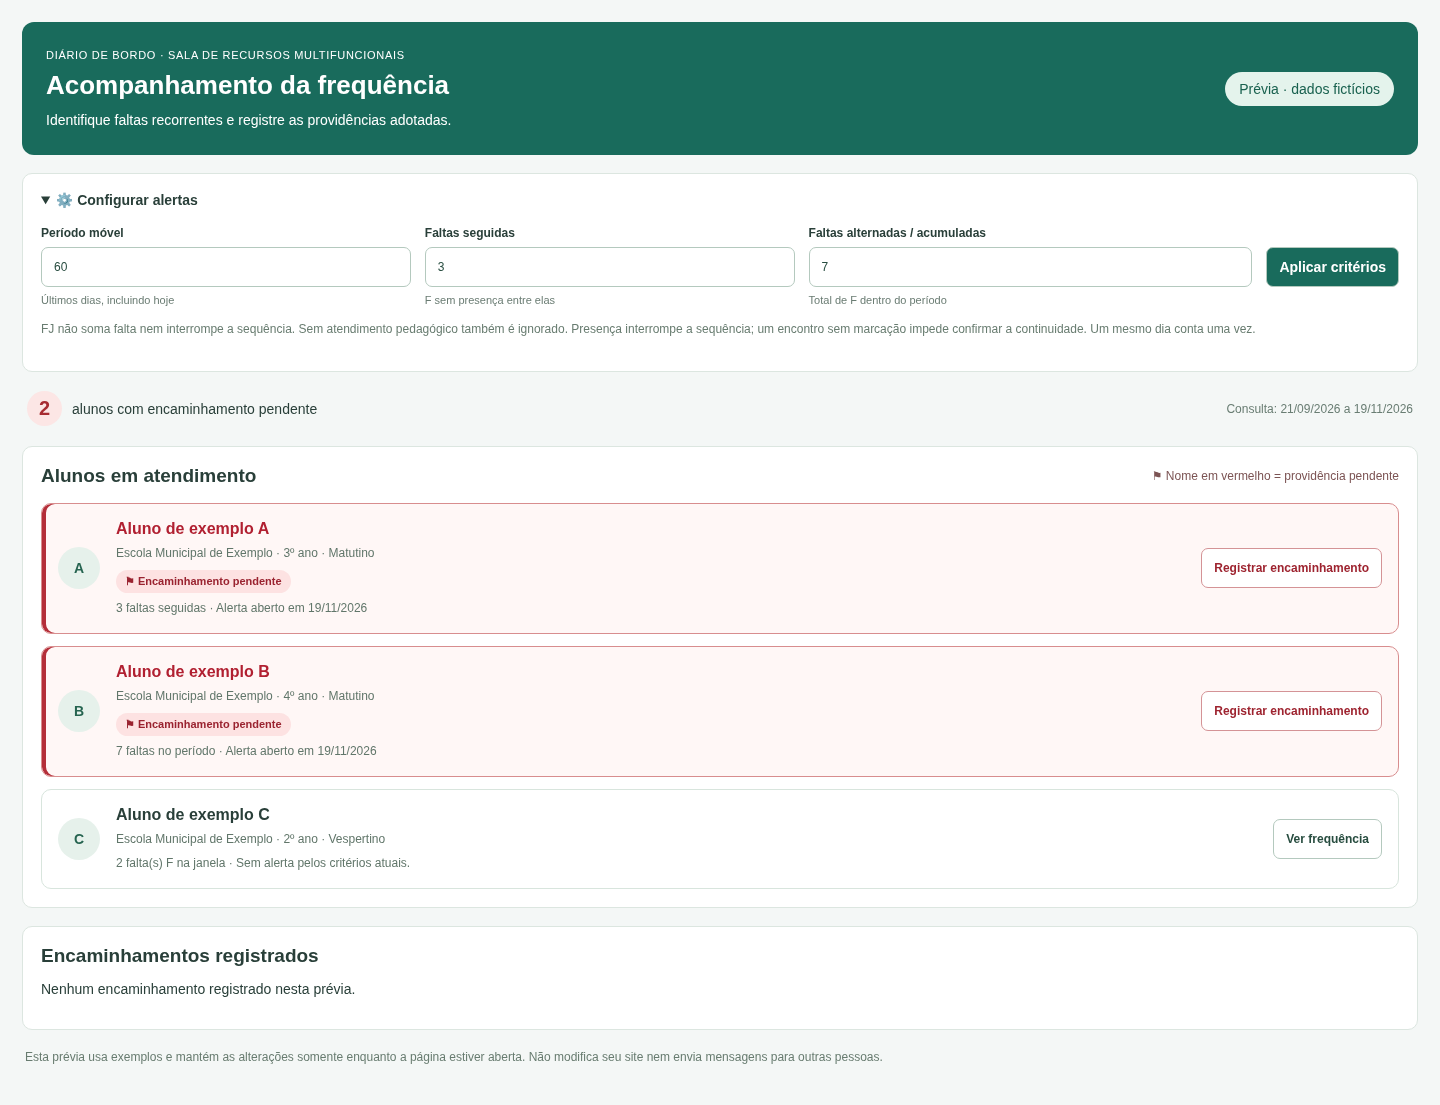 DIÁRIO DE BORDO · SALA DE RECURSOS MULTIFUNCIONAIS
Acompanhamento da frequência
Identifique faltas recorrentes e registre as providências adotadas.
Prévia · dados fictícios
▼ ⚙️ Configurar alertas
Período móvel
60
Últimos dias, incluindo hoje
Faltas seguidas
3
F sem presença entre elas
Faltas alternadas / acumuladas
7
Total de F dentro do período
Aplicar critérios
FJ não soma falta nem interrompe a sequência. Sem atendimento pedagógico também é ignorado. Presença interrompe a sequência; um encontro sem marcação impede confirmar a continuidade. Um mesmo dia conta uma vez.
2 alunos com encaminhamento pendente
Consulta: 21/09/2026 a 19/11/2026
Alunos em atendimento
⚑ Nome em vermelho = providência pendente
A
Aluno de exemplo A
Escola Municipal de Exemplo · 3º ano · Matutino
⚑ Encaminhamento pendente
3 faltas seguidas · Alerta aberto em 19/11/2026
Registrar encaminhamento
B
Aluno de exemplo B
Escola Municipal de Exemplo · 4º ano · Matutino
⚑ Encaminhamento pendente
7 faltas no período · Alerta aberto em 19/11/2026
Registrar encaminhamento
C
Aluno de exemplo C
Escola Municipal de Exemplo · 2º ano · Vespertino
2 falta(s) F na janela · Sem alerta pelos critérios atuais.
Ver frequência
Encaminhamentos registrados
Nenhum encaminhamento registrado nesta prévia.
Esta prévia usa exemplos e mantém as alterações somente enquanto a página estiver aberta. Não modifica seu site nem envia mensagens para outras pessoas.